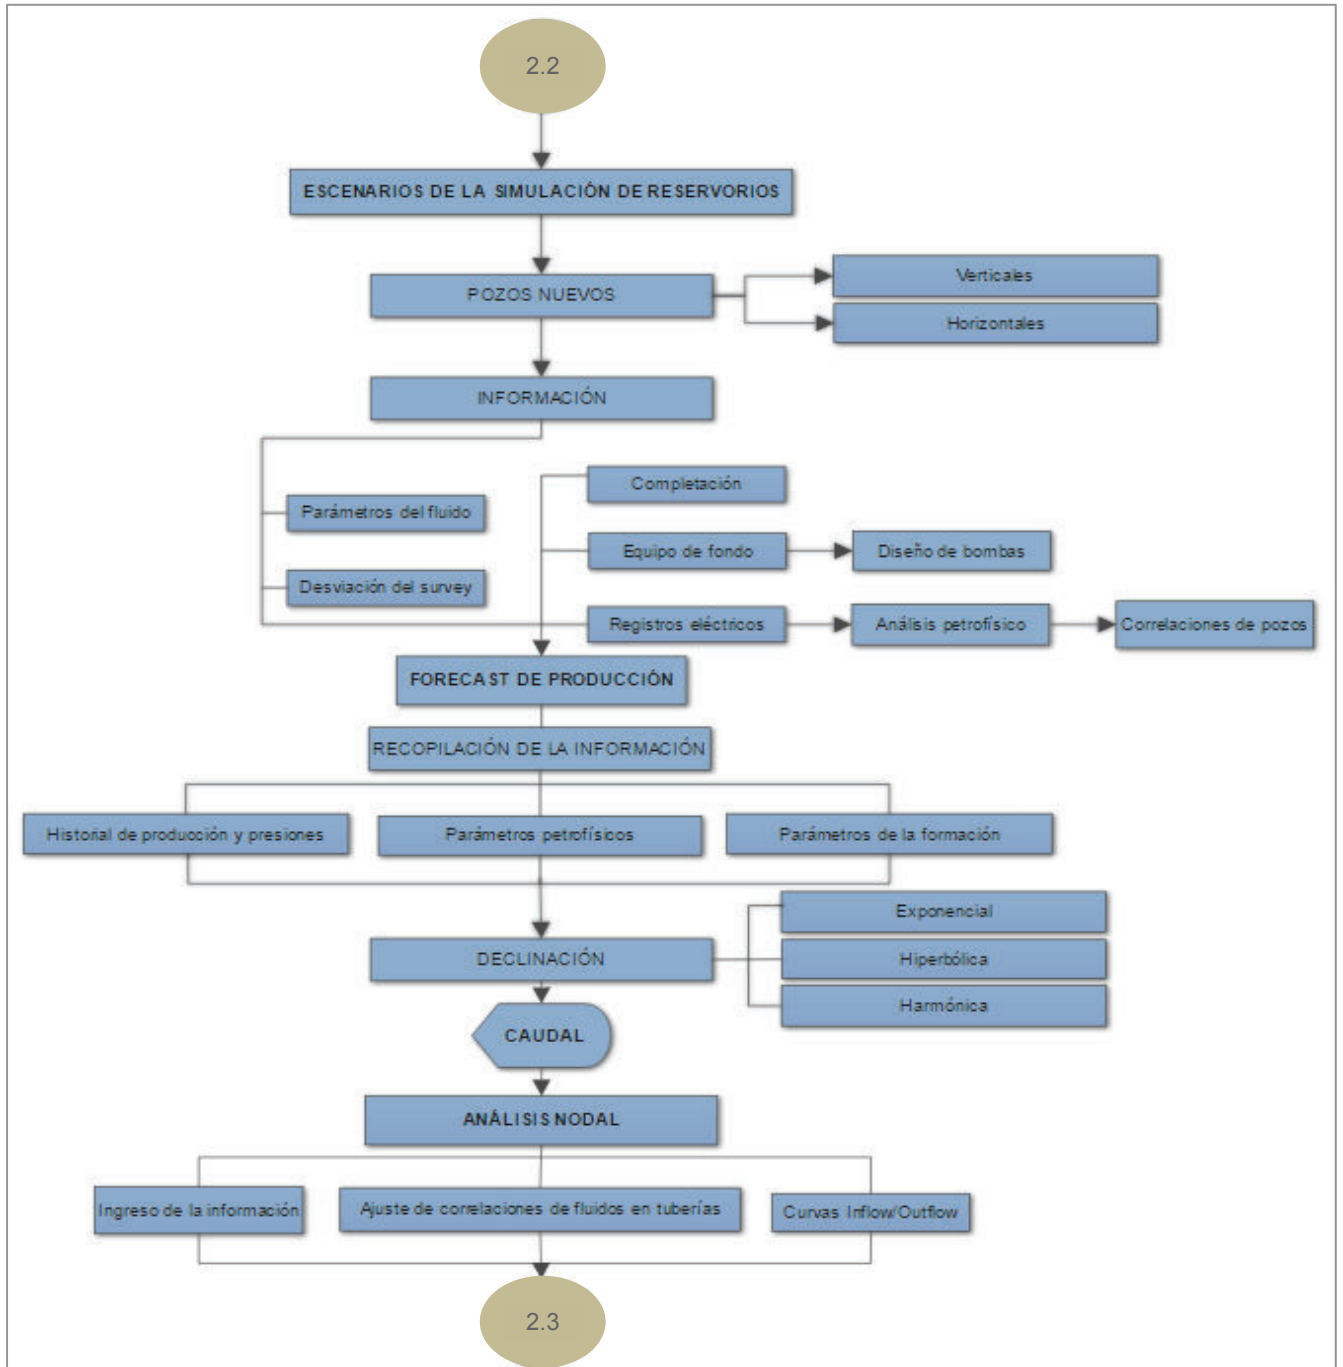 2.2
ESCENARIOS DE LA SIMULACIÓN DE RESERVORIOS
POZOS NUEVOS
Verticales
Horizontales
INFORMACIÓN
Parámetros del fluido
Desviación del survey
Completación
Equipo de fondo
Diseño de bombas
Registros eléctricos
Análisis petrofísico
Correlaciones de pozos
FORECAST DE PRODUCCIÓN
RECOPILACIÓN DE LA INFORMACIÓN
Historial de producción y presiones
Parámetros petrofísicos
Parámetros de la formación
DECLINACIÓN
Exponencial
Hiperbólica
Harmónica
CAUDAL
ANÁLISIS NODAL
Ingreso de la información
Ajuste de correlaciones de fluidos en tuberías
Curvas Inflow/Outflow
2.3